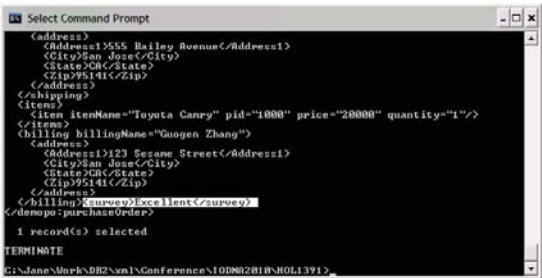 Select Command Prompt
<address>
<Address1>555 Bailey Avenue</Address1>
<City>San Jose</City>
<State>CA</State>
<Zip>95141</Zip>
</address>
</shipping>
<items>
<item itemName="Toyota Camry" pid="1000" price="20000" quantity="1"/>
</items>
<billing billingName="Guogen Zhang">
<address>
<Address1>123 Sesame Street</Address1>
<City>San Jose</City>
<State>CA</State>
<Zip>95141</Zip>
</address>
</billing><survey>Excellent</survey>
</demopo:purchaseOrder>
1 record(s) selected
TERMINATE
C:\Jane\Work\DB2\xml\Conference\IODNA2010\HOL1391>